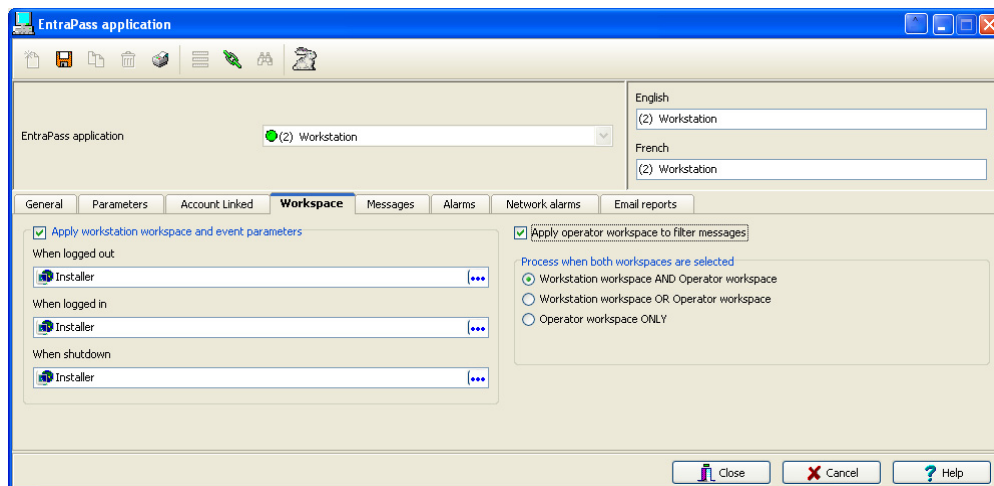 EntraPass application
English
(2) Workstation
EntraPass application
(2) Workstation
French
(2) Workstation
General Parameters Account Linked Workspace Messages Alarms Network alarms Email reports
Apply workstation workspace and event parameters
When logged out
Installer
When logged in
Installer
When shutdown
Installer
Apply operator workspace to filter messages
Process when both workspaces are selected
Workstation workspace AND Operator workspace
Workstation workspace OR Operator workspace
Operator workspace ONLY
Close Cancel Help